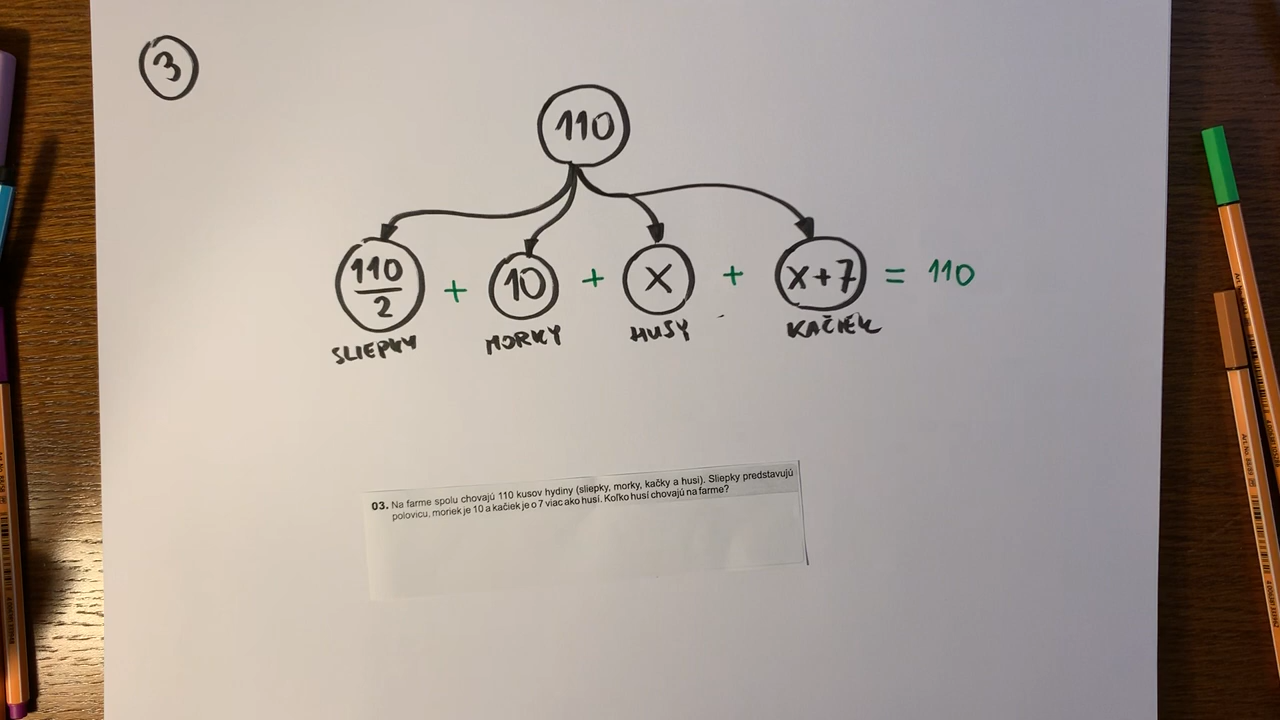 3
110
110/2 + 10 + x + x+7 = 110
SLIEPKY MORKY HUSY KAČIEK
03. Na farme spolu chovajú 110 kusov hydiny (sliepky, morky, kačky a husi). Sliepky predstavujú
polovicu, moriek je 10 a kačiek je o 7 viac ako husí. Koľko husí chovajú na farme?